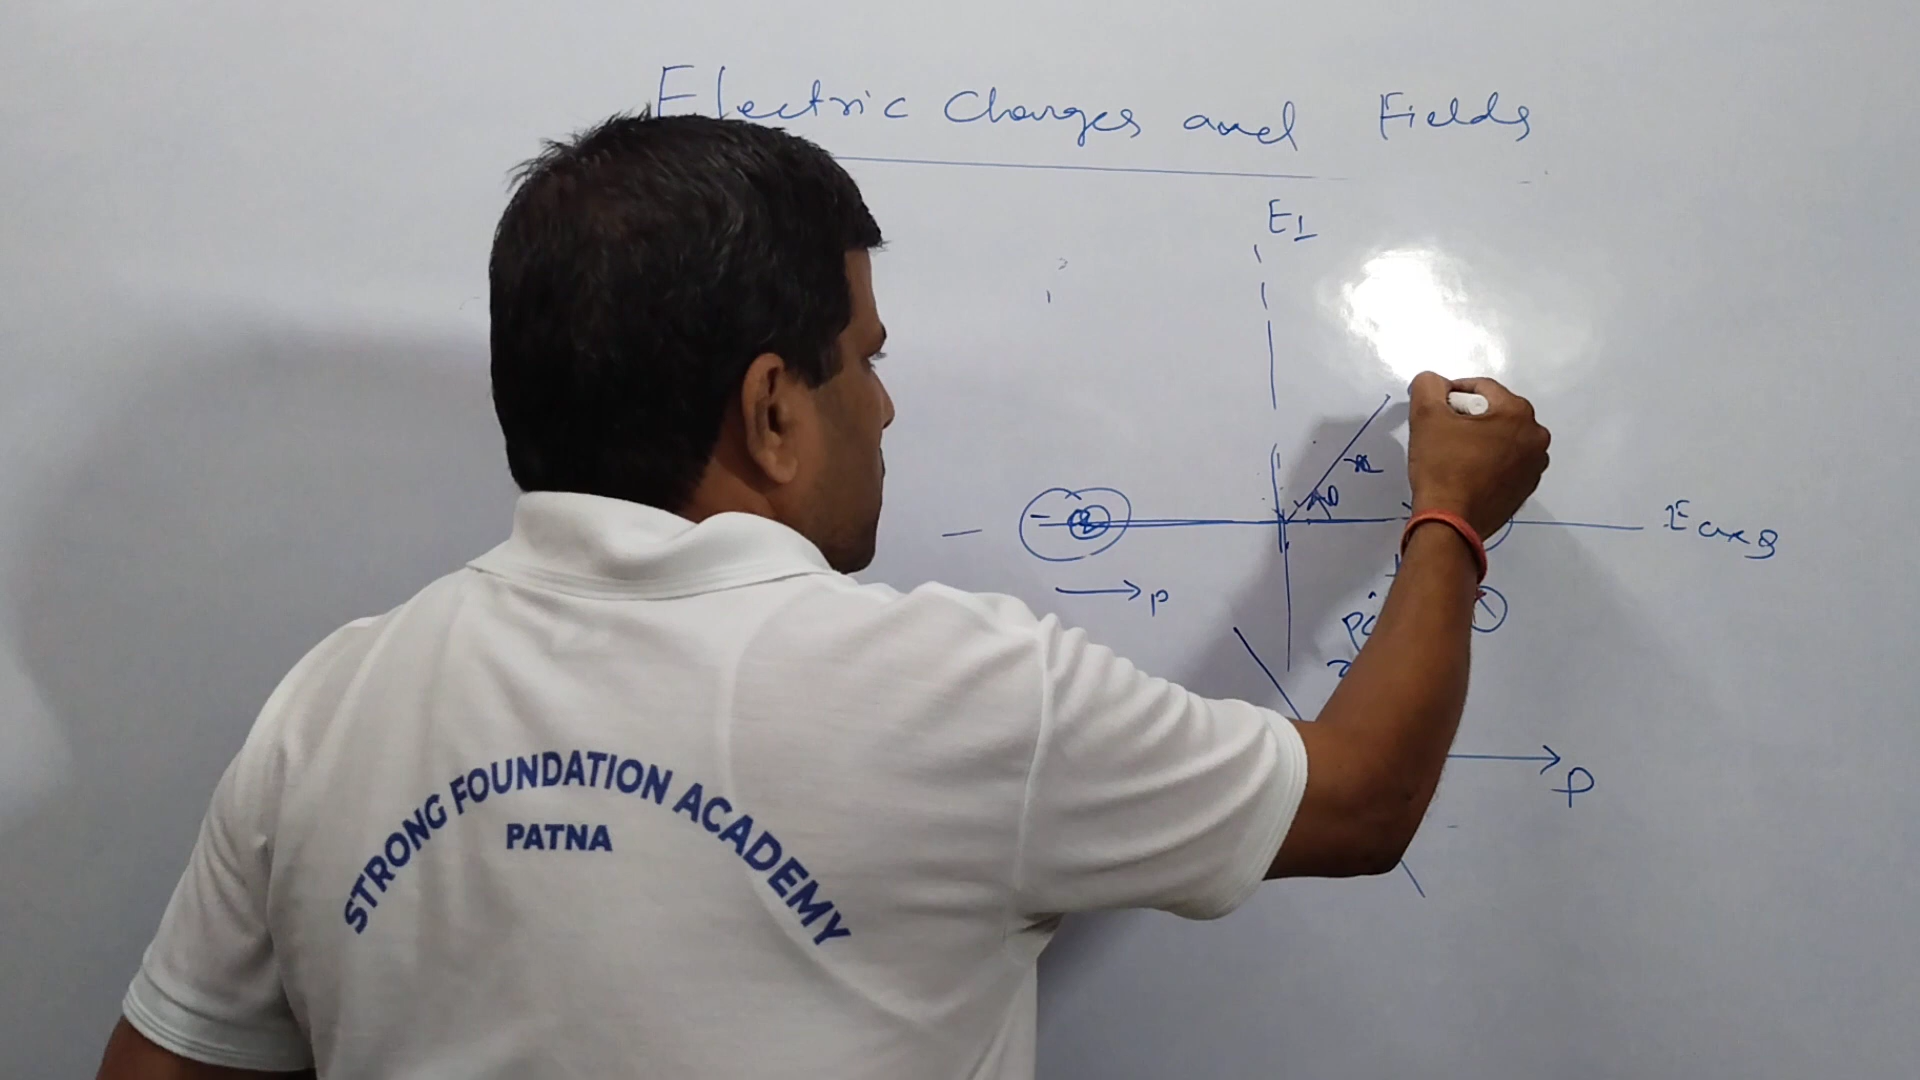 Electric Charges and Fields
E⊥
r
θ
- q
E axis
p
p
STRONG FOUNDATION ACADEMY
PATNA